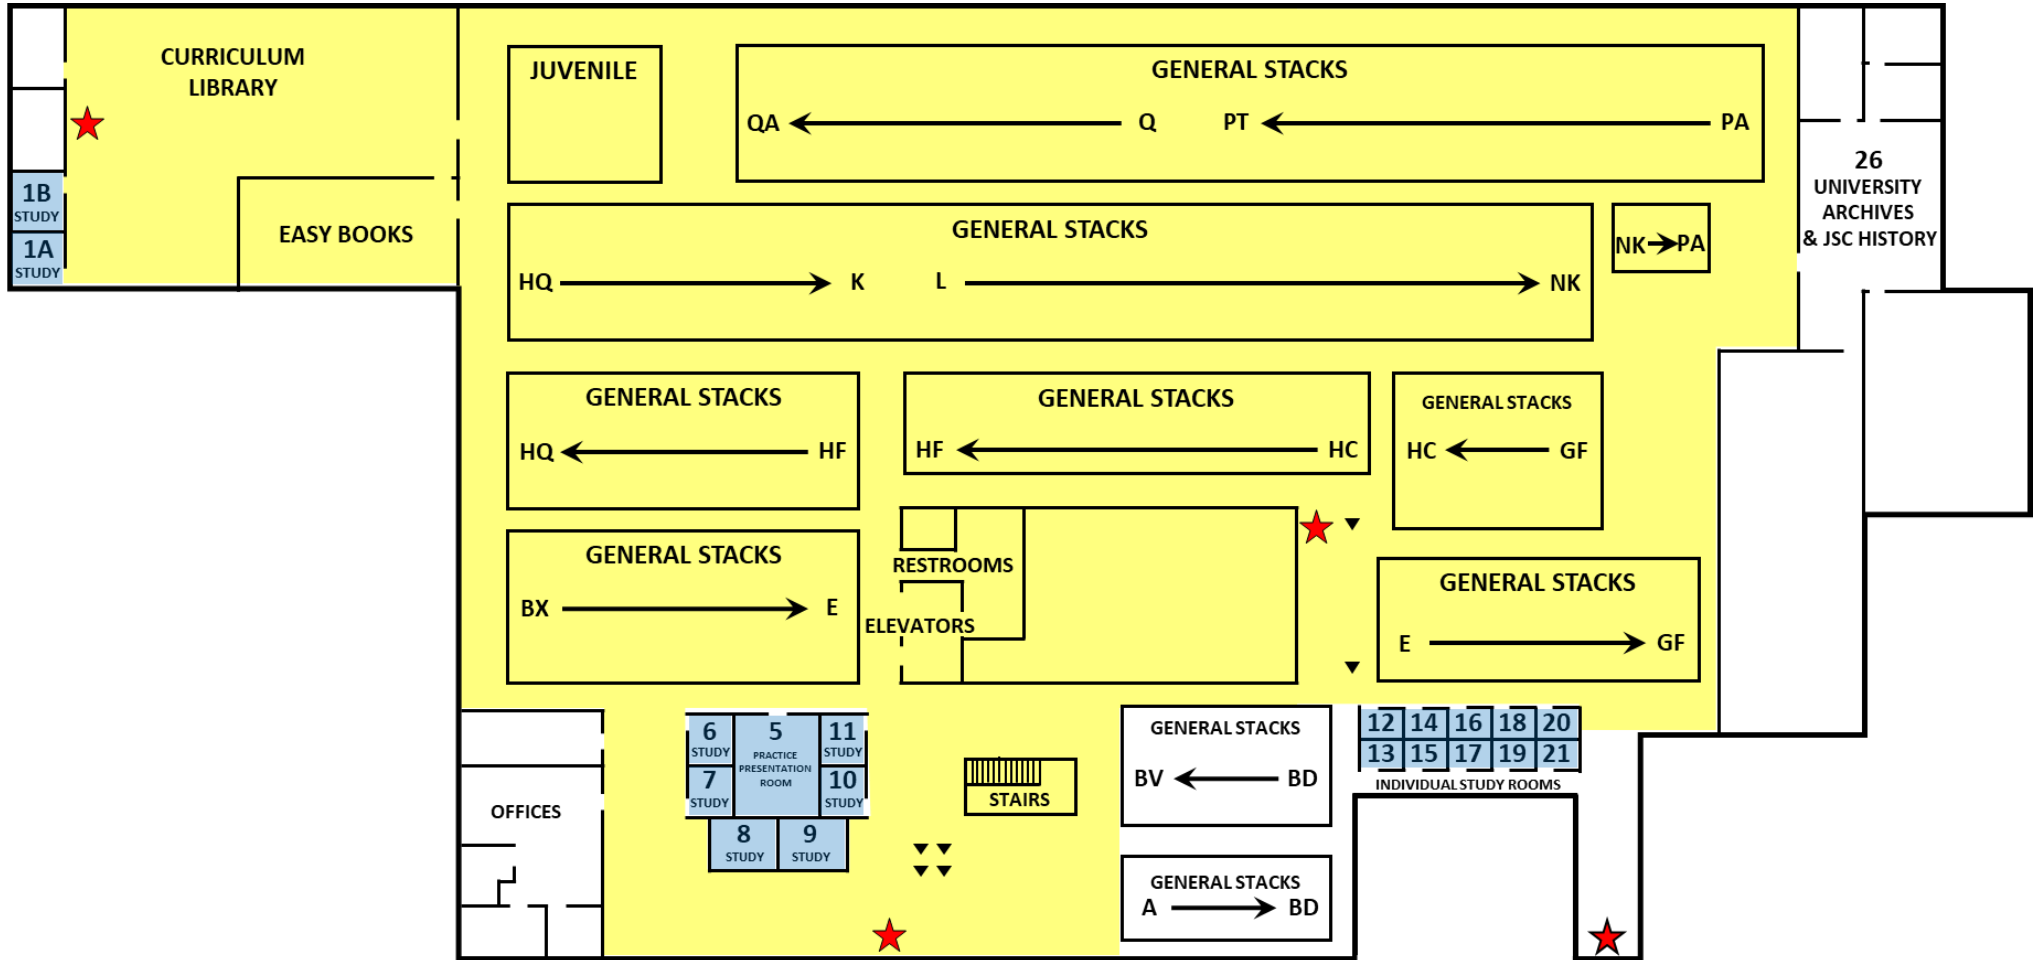 CURRICULUM
LIBRARY
JUVENILE
GENERAL STACKS
QA Q PT PA
26
UNIVERSITY
ARCHIVES
& JSC HISTORY
1B
STUDY
1A
STUDY
EASY BOOKS
GENERAL STACKS
HQ K L NK
NK PA
GENERAL STACKS
HQ HF
GENERAL STACKS
HF HC
GENERAL STACKS
HC GF
GENERAL STACKS
BX E
RESTROOMS
ELEVATORS
GENERAL STACKS
E GF
6
STUDY
5
PRACTICE
PRESENTATION
ROOM
11
STUDY
7
STUDY
10
STUDY
8
STUDY
9
STUDY
OFFICES
STAIRS
GENERAL STACKS
BV BD
12 14 16 18 20
13 15 17 19 21
INDIVIDUAL STUDY ROOMS
GENERAL STACKS
A BD